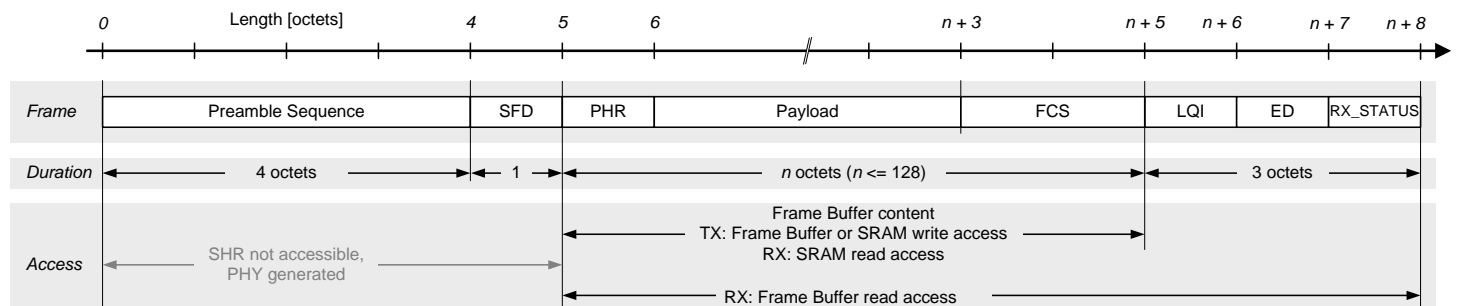 0 Length [octets] 4 5 6 n + 3 n + 5 n + 6 n + 7 n + 8
Frame Preamble Sequence SFD PHR Payload FCS LQI ED RX_STATUS
Duration 4 octets 1 n octets (n <= 128) 3 octets
Access
SHR not accessible,
PHY generated
Frame Buffer content
TX: Frame Buffer or SRAM write access
RX: SRAM read access
RX: Frame Buffer read access